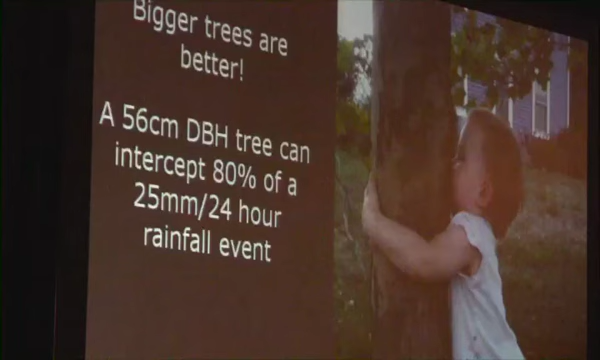 Bigger trees are
better!
A 56cm DBH tree can
intercept 80% of a
25mm/24 hour
rainfall event